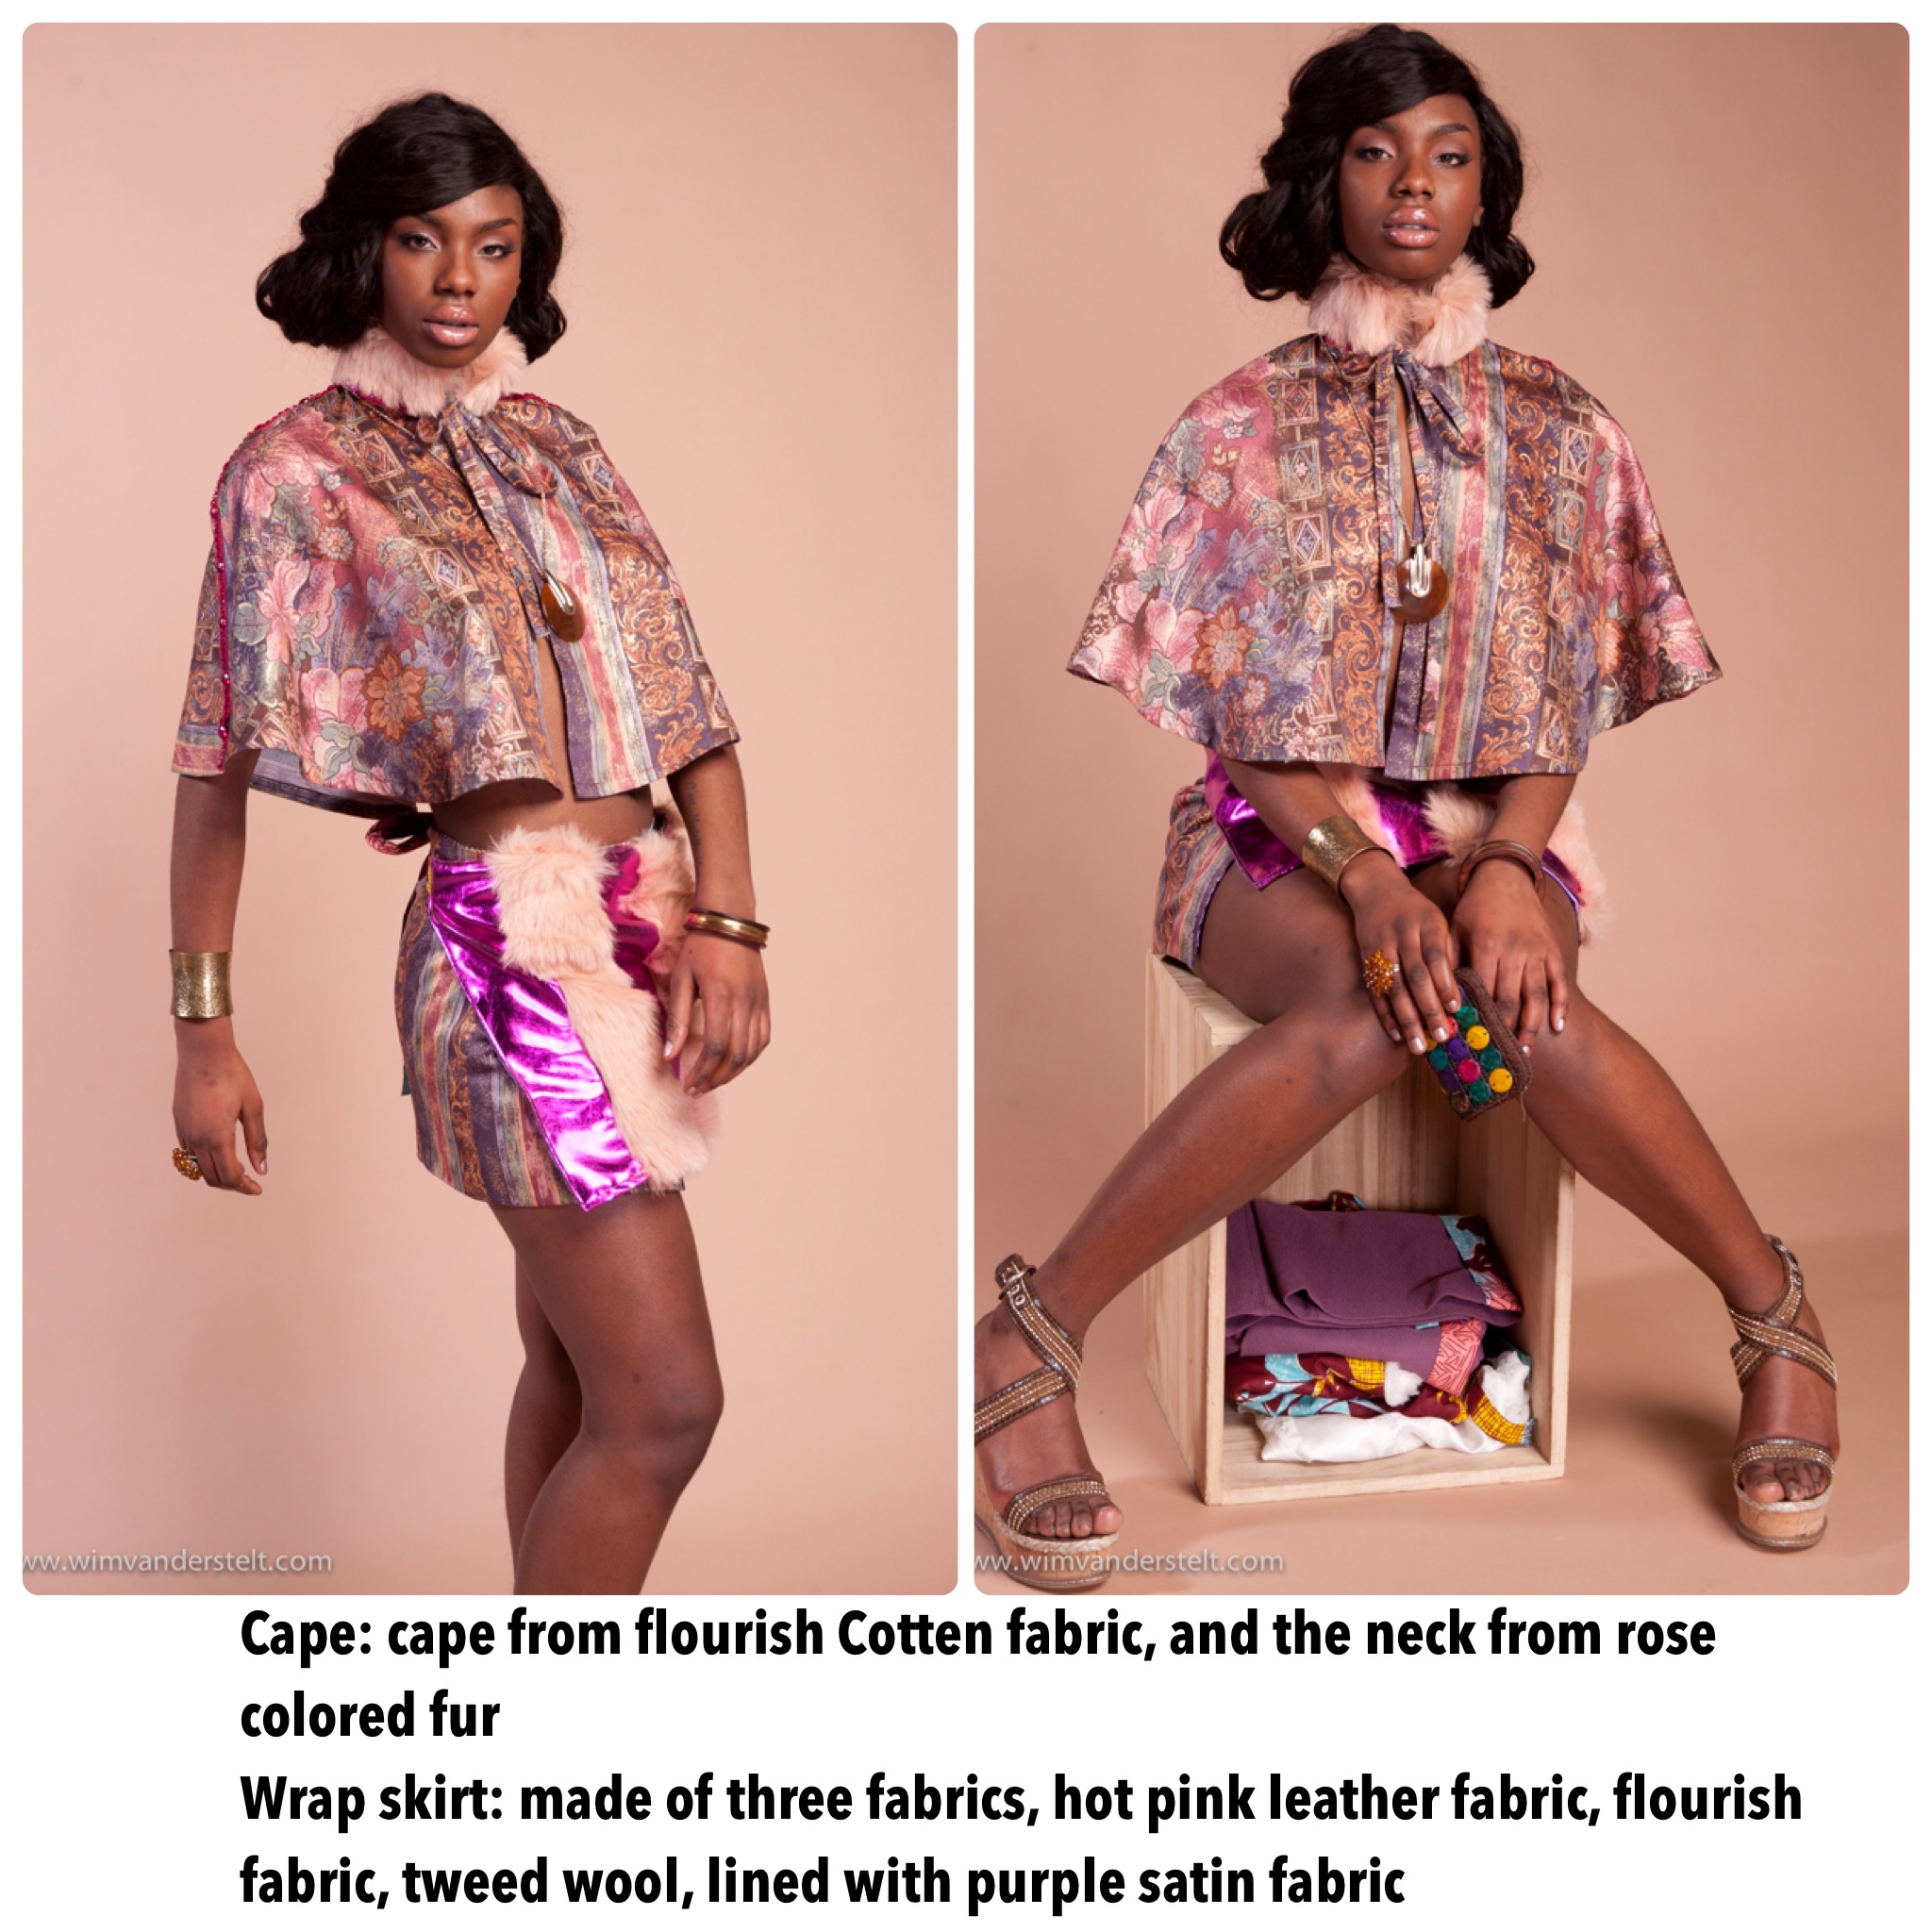 ww.wimvanderstelt.com
ww.wimvanderstelt.com
Cape: cape from flourish Cotten fabric, and the neck from rose
colored fur
Wrap skirt: made of three fabrics, hot pink leather fabric, flourish
fabric, tweed wool, lined with purple satin fabric